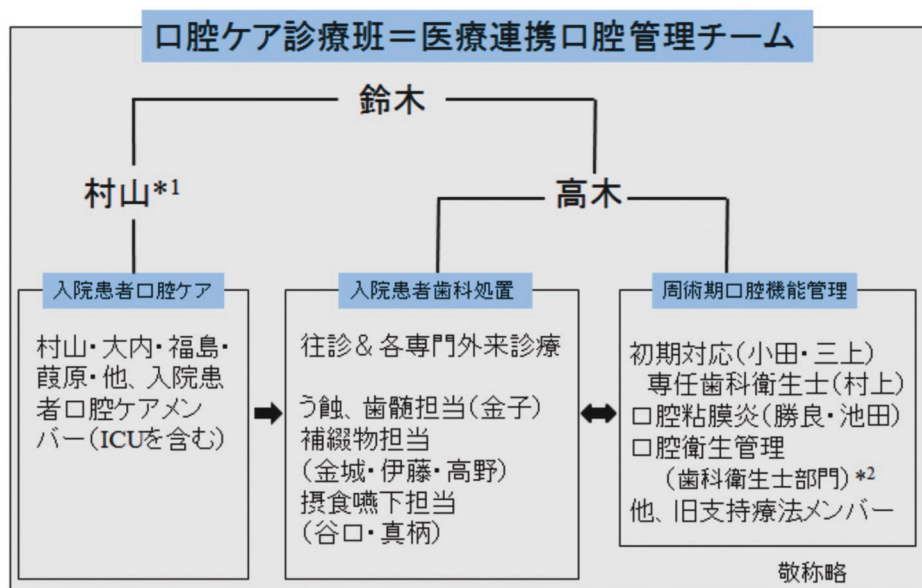 口腔ケア診療班＝医療連携口腔管理チーム
鈴木
村山*1
高木
入院患者口腔ケア
村山・大内・福島・
葭原・他、入院患
者口腔ケアメン
バー(ICUを含む)
入院患者歯科処置
往診＆各専門外来診療
う蝕、歯髄担当(金子)
補綴物担当
(金城・伊藤・高野)
摂食嚥下担当
(谷口・真柄)
周術期口腔機能管理
初期対応(小田・三上)
専任歯科衛生士(村上)
口腔粘膜炎(勝良・池田)
口腔衛生管理
(歯科衛生士部門)*2
他、旧支持療法メンバー
敬称略